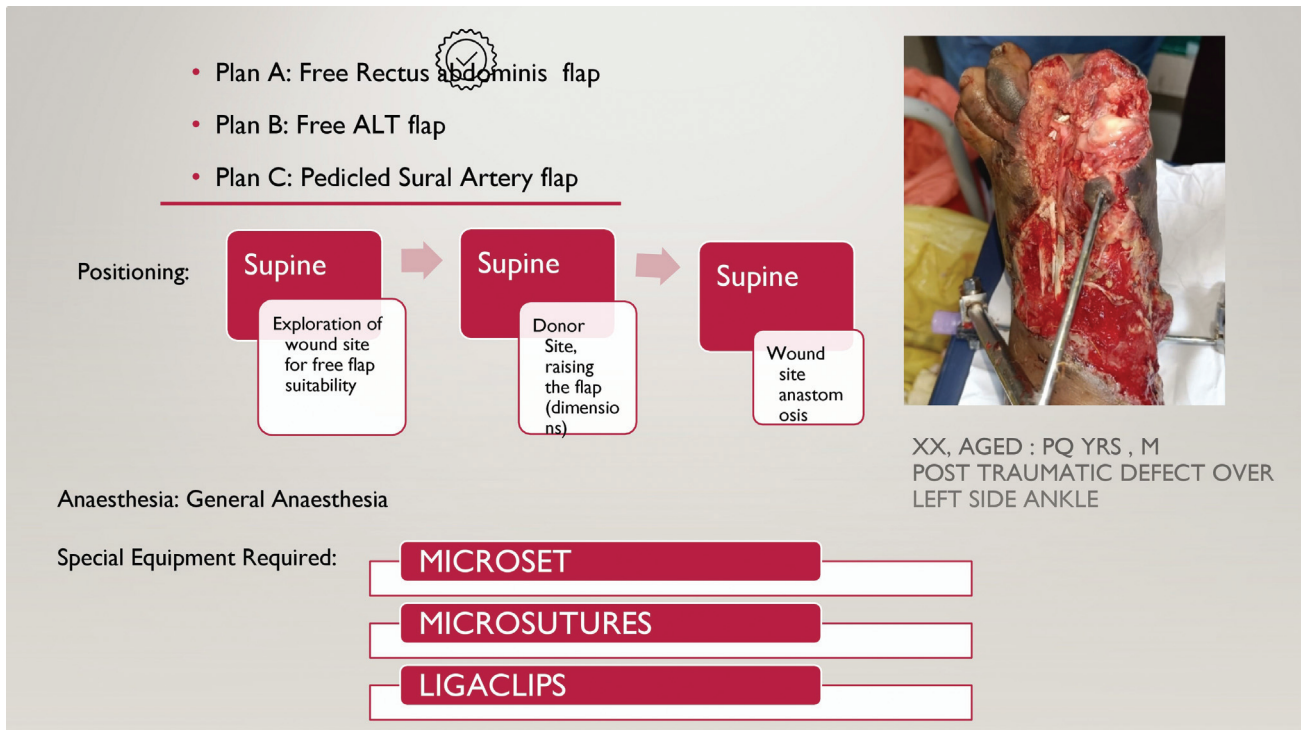 • Plan A: Free Rectus abdominis flap
• Plan B: Free ALT flap
• Plan C: Pedicled Sural Artery flap
Positioning:
Supine
Exploration of
wound site
for free flap
suitability
Supine
Donor
Site,
raising
the flap
(dimensio
ns)
Supine
Wound
site
anastom
osis
XX, AGED : PQ YRS , M
POST TRAUMATIC DEFECT OVER
LEFT SIDE ANKLE
Anaesthesia: General Anaesthesia
Special Equipment Required:
MICROSET
MICROSUTURES
LIGACLIPS